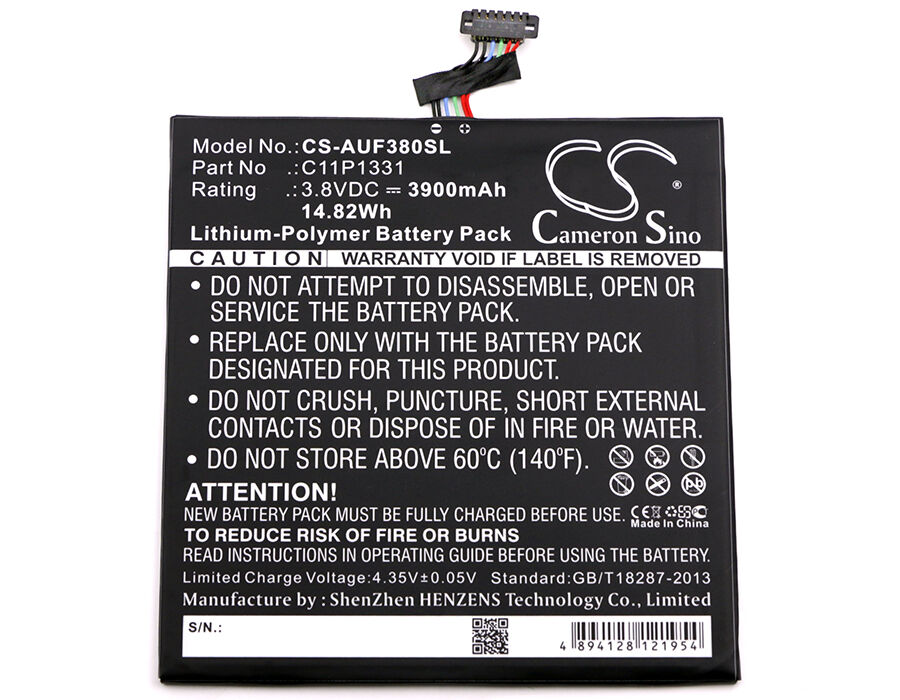 Model No.: CS-AUF380SL
Part No : C11P1331
Rating : 3.8VDC ⎓ 3900mAh
14.82Wh
Lithium-Polymer Battery Pack
CS ®
Cameron Sino
CAUTION WARRANTY VOID IF LABEL IS REMOVED
• DO NOT ATTEMPT TO DISASSEMBLE, OPEN OR
SERVICE THE BATTERY PACK.
• REPLACE ONLY WITH THE BATTERY PACK
DESIGNATED FOR THIS PRODUCT.
• DO NOT CRUSH, PUNCTURE, SHORT EXTERNAL
CONTACTS OR DISPOSE OF IN FIRE OR WATER.
• DO NOT STORE ABOVE 60°C (140°F).
Pb
ATTENTION!
NEW BATTERY PACK MUST BE FULLY CHARGED BEFORE USE.
CE
Made in China
TO REDUCE RISK OF FIRE OR BURNS
READ INSTRUCTIONS IN OPERATING GUIDE BEFORE USE BATTERY.
Limited Charge Voltage:4.35V±0.05V Standard:GB/T18287-2013
Manufacture by : ShenZhen HENZENS Technology Co., Limited
S/N.:
4 894128 121954